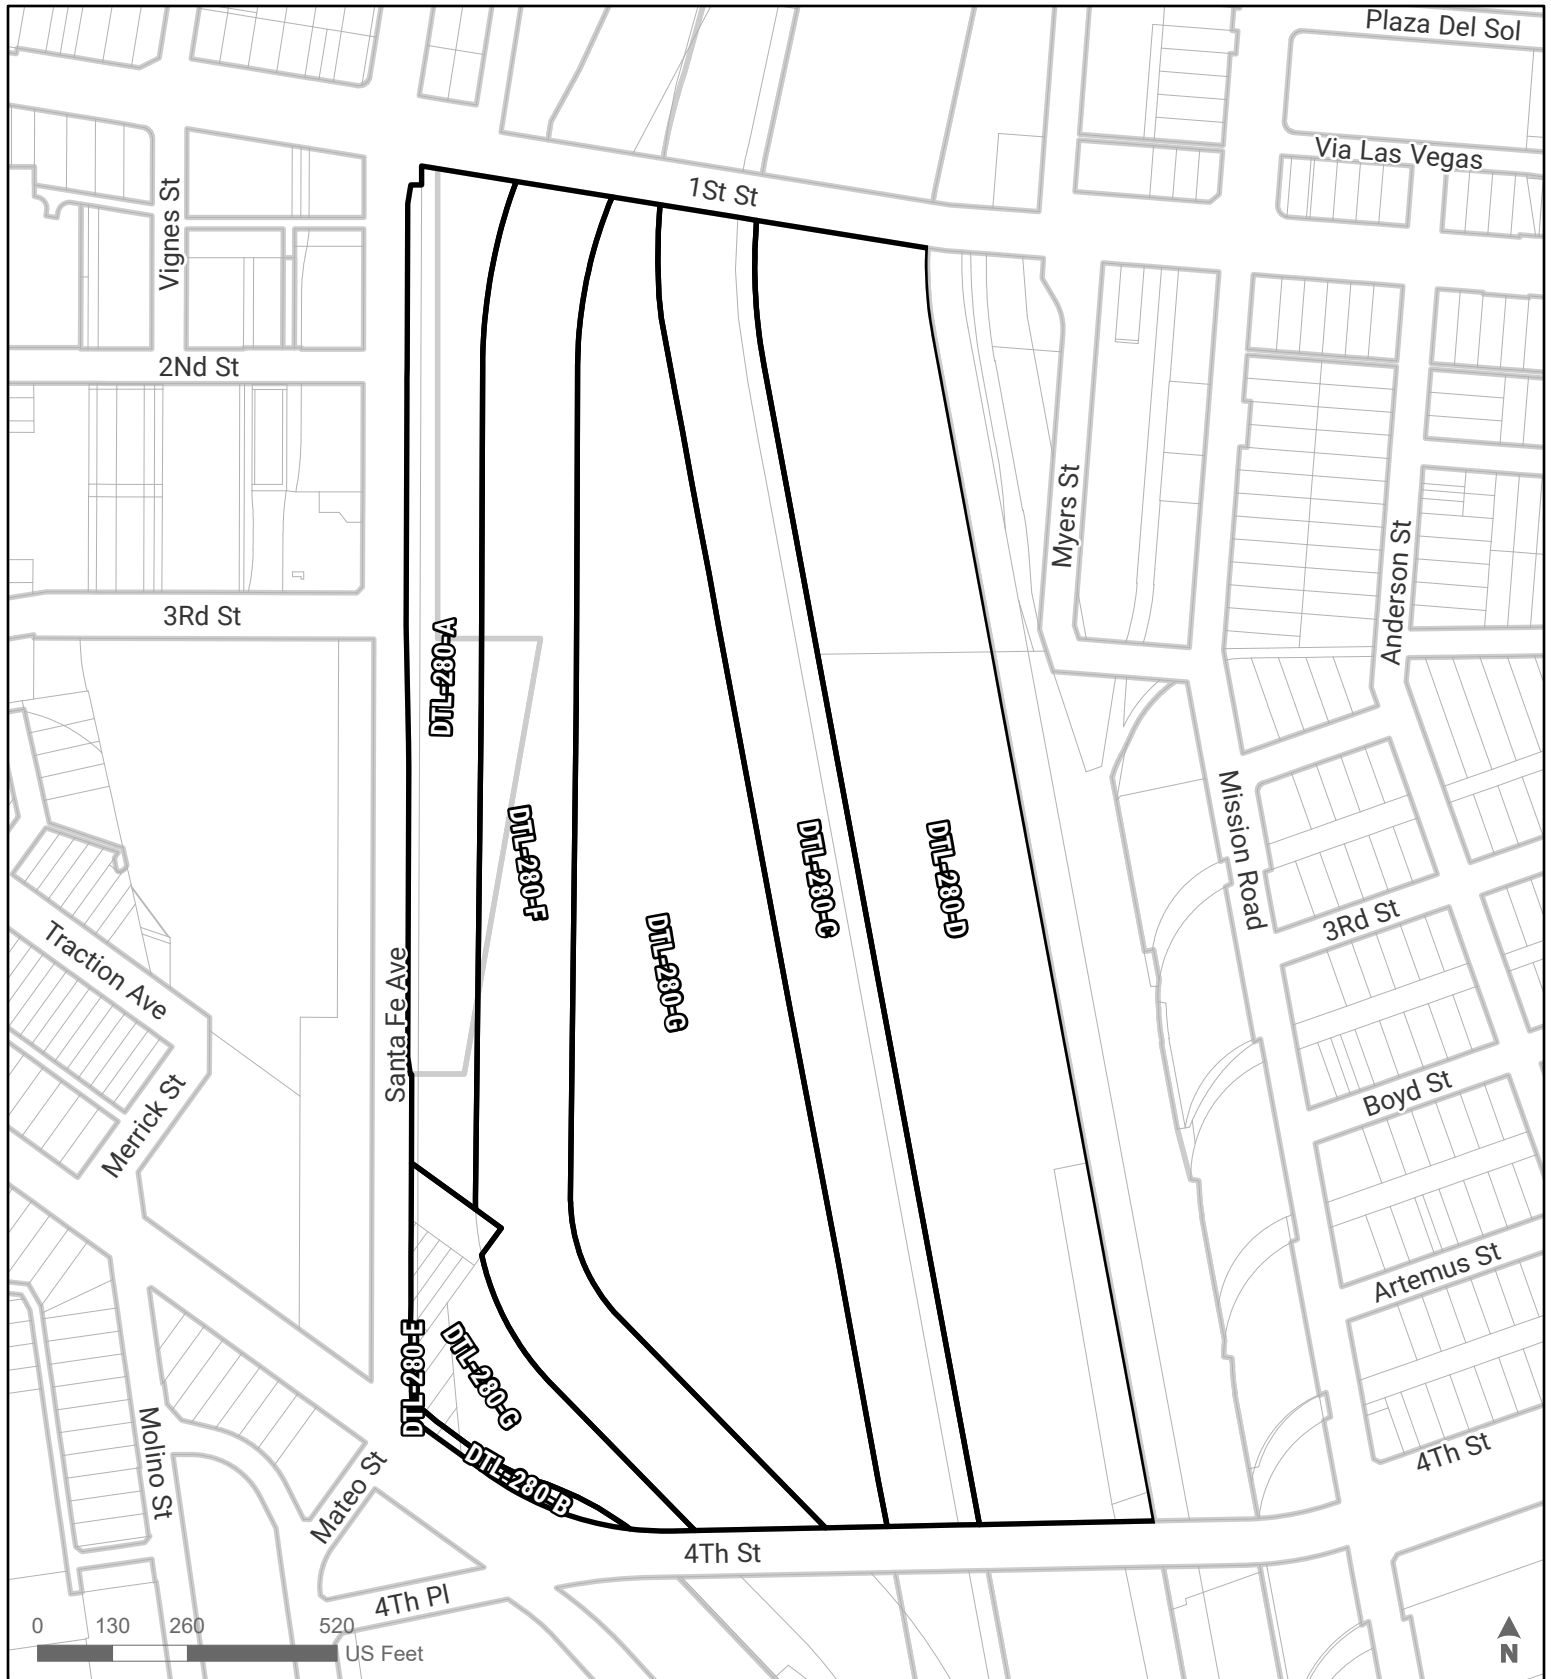 Plaza Del Sol
Via Las Vegas
1St St
Vignes St
2Nd St
Myers St
Anderson St
3Rd St
DTL-280-A
Mission Road
DTL-280-F
DTL-280-C
DTL-280-D
3Rd St
DTL-280-G
Traction Ave
Santa Fe Ave
Merrick St
Boyd St
Artemus St
DTL-280-E
DTL-280-G
Molino St
Mateo St
DTL-280-B
4Th St
4Th St
4Th Pl
0 130 260 520
US Feet
N